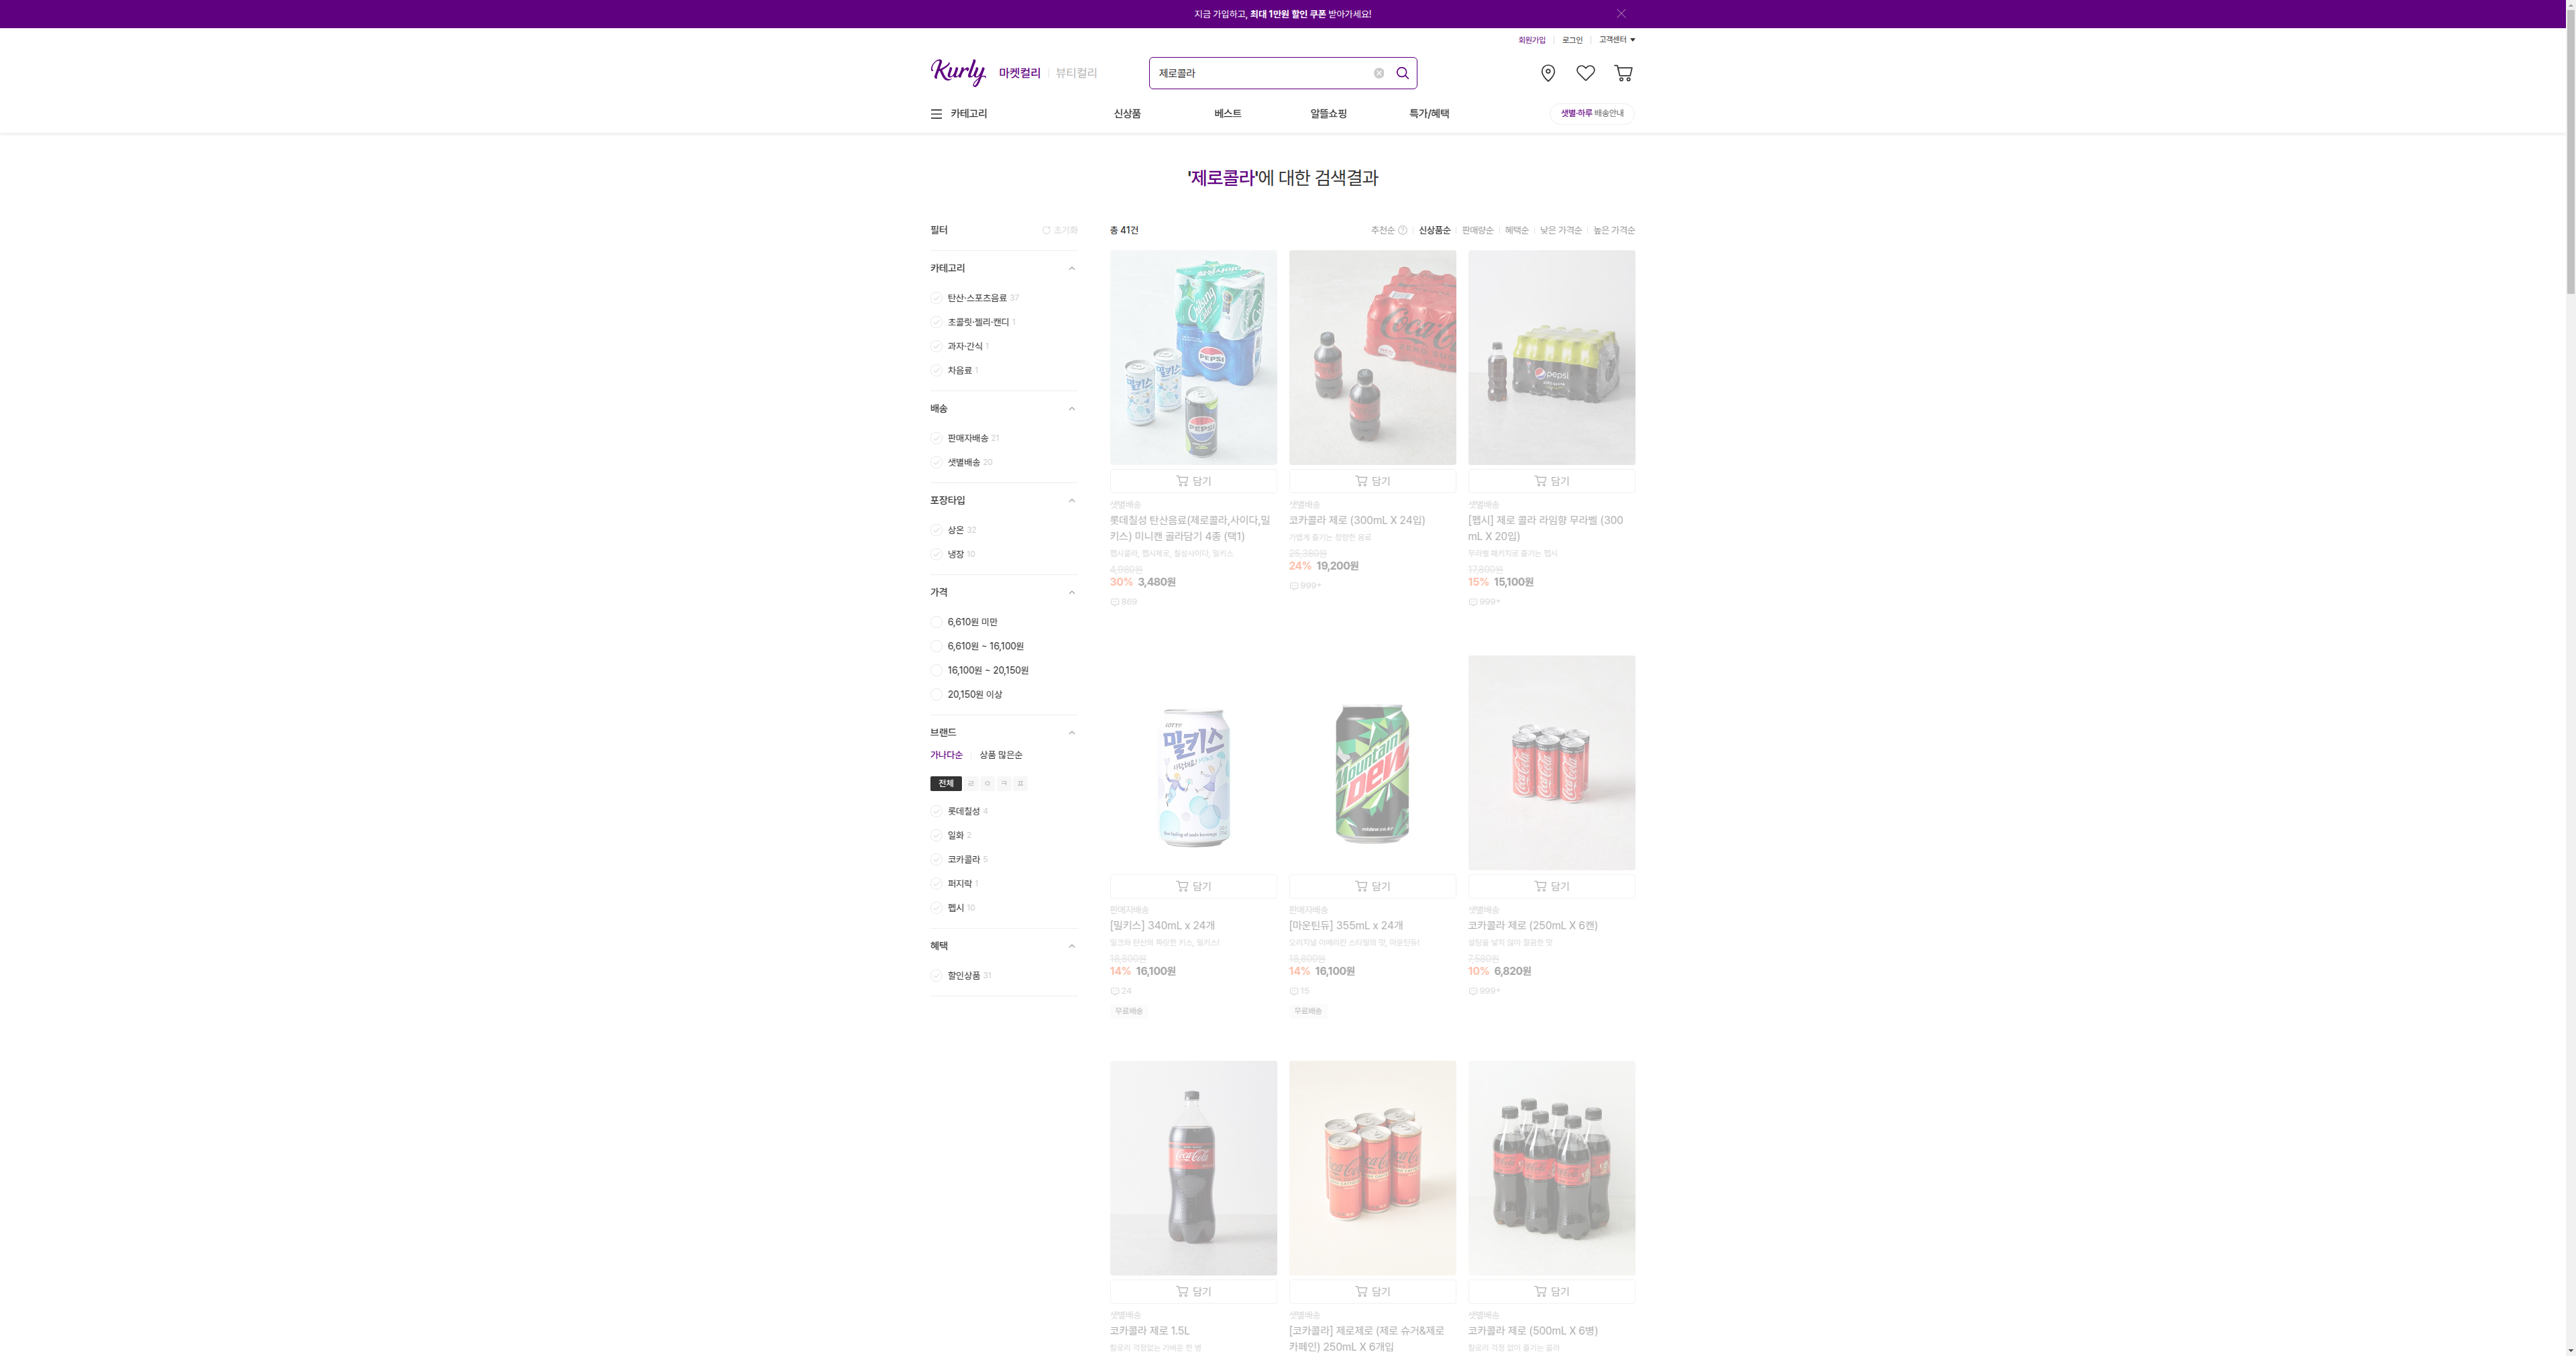 지금 가입하고, 최대 1만원 할인 쿠폰 받아가세요!
회원가입 로그인 고객센터
Kurly 마켓컬리 뷰티컬리 제로콜라
카테고리 신상품 베스트 알뜰쇼핑 특가/혜택 샛별·하루 배송안내
'제로콜라'에 대한 검색결과
필터 초기화
카테고리
탄산·스포츠음료 37
초콜릿·젤리·캔디 1
과자·간식 1
차음료 1
배송
판매자배송 21
샛별배송 20
포장타입
상온 32
냉장 10
가격
6,610원 미만
6,610원 ~ 16,100원
16,100원 ~ 20,150원
20,150원 이상
브랜드
가나다순 상품 많은순
전체 ㄹ ㅇ ㅋ ㅍ
롯데칠성 4
일화 2
코카콜라 5
퍼지락 1
펩시 10
혜택
할인상품 31
총 41건 추천순 신상품순 판매량순 혜택순 낮은 가격순 높은 가격순
담기
샛별배송
롯데칠성 탄산음료(제로콜라,사이다,밀
키스) 미니캔 골라담기 4종 (택1)
펩시콜라, 펩시제로, 칠성사이다, 밀키스
4,980원
30% 3,480원
869
담기
샛별배송
코카콜라 제로 (300mL X 24입)
가볍게 즐기는 청량한 음료
25,380원
24% 19,200원
999+
pepsi
담기
샛별배송
[펩시] 제로 콜라 라임향 무라벨 (300
mL X 20입)
무라벨 패키지로 즐기는 펩시
17,800원
15% 15,100원
999+
밀키스
담기
판매자배송
[밀키스] 340mL x 24개
밀크와 탄산의 짜릿한 키스, 밀키스!
18,800원
14% 16,100원
24
무료배송
Mountain
Dew
담기
판매자배송
[마운틴듀] 355mL x 24개
오리지널 아메리칸 스타일의 맛, 마운틴듀!
18,800원
14% 16,100원
15
무료배송
담기
샛별배송
코카콜라 제로 (250mL X 6캔)
설탕을 넣지 않아 깔끔한 맛
7,580원
10% 6,820원
999+
Coca-Cola
담기
샛별배송
코카콜라 제로 1.5L
칼로리 걱정없는 가벼운 한 병
담기
샛별배송
[코카콜라] 제로제로 (제로 슈거&제로
카페인) 250mL X 6개입
담기
샛별배송
코카콜라 제로 (500mL X 6병)
칼로리 걱정 없이 즐기는 콜라